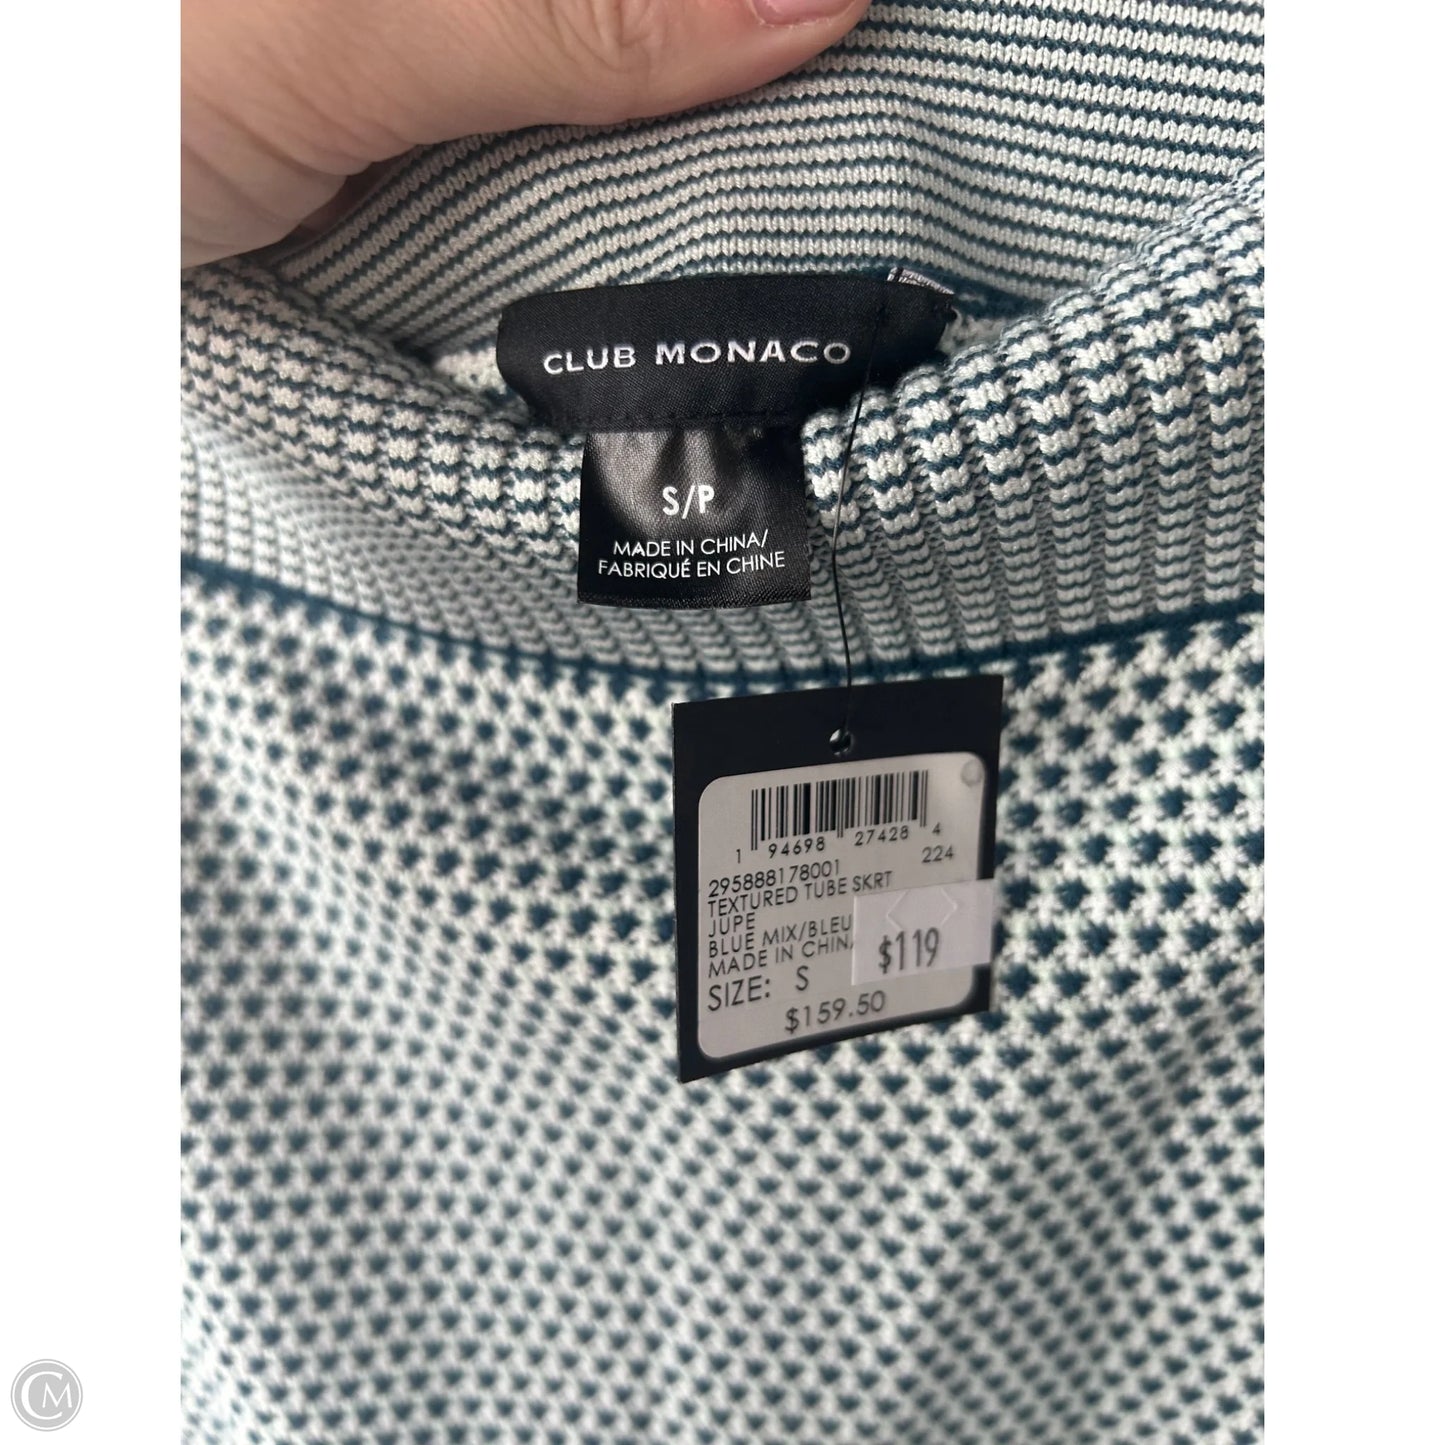 CLUB MONACO
S/P
MADE IN CHINA/
FABRIQUÉ EN CHINE
1 94698 27428 4
295888178001 224
TEXTURED TUBE SKRT
JUPE
BLUE MIX/BLEU
MADE IN CHINA
$119
SIZE: S
$159.50
CM